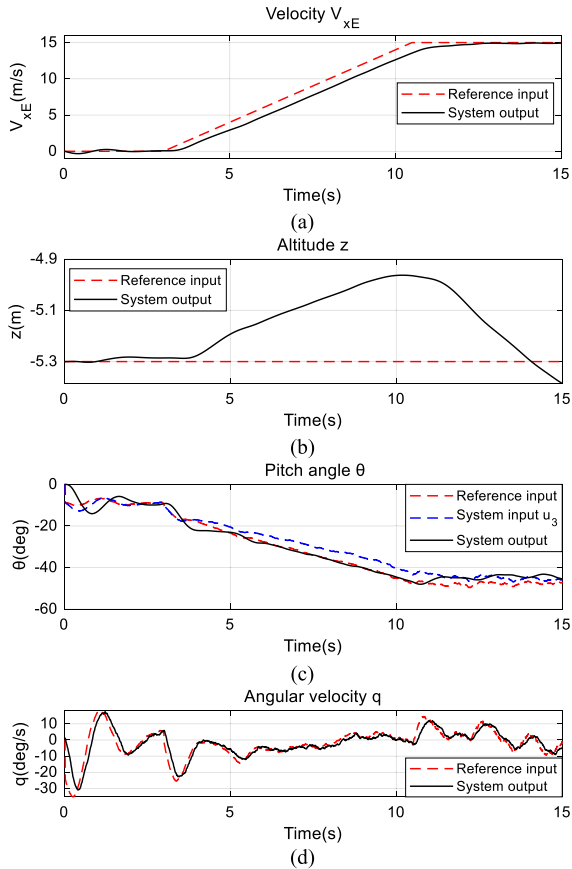 Velocity V_xE
15
10
5
0
V_xE(m/s)
Reference input
System output
0 5 10 15
Time(s)
(a)
Altitude z
-4.9
-5.1
-5.3
z(m)
Reference input
System output
0 5 10 15
Time(s)
(b)
Pitch angle θ
0
-20
-40
-60
θ(deg)
Reference input
System input u_3
System output
0 5 10 15
Time(s)
(c)
Angular velocity q
10
0
-10
-20
-30
q(deg/s)
Reference input
System output
0 5 10 15
Time(s)
(d)